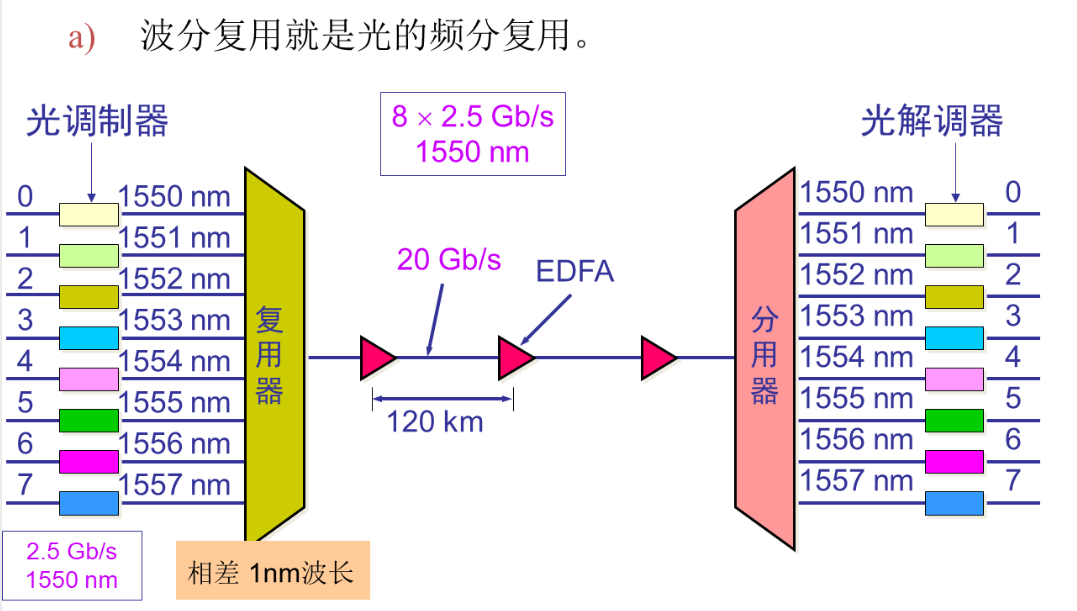 a) 波分复用就是光的频分复用。
光调制器
8 × 2.5 Gb/s
1550 nm
光解调器
0 1550 nm
1 1551 nm
2 1552 nm
3 1553 nm
4 1554 nm
5 1555 nm
6 1556 nm
7 1557 nm
复用器
20 Gb/s
EDFA
120 km
分用器
1550 nm 0
1551 nm 1
1552 nm 2
1553 nm 3
1554 nm 4
1555 nm 5
1556 nm 6
1557 nm 7
2.5 Gb/s
1550 nm
相差 1nm波长